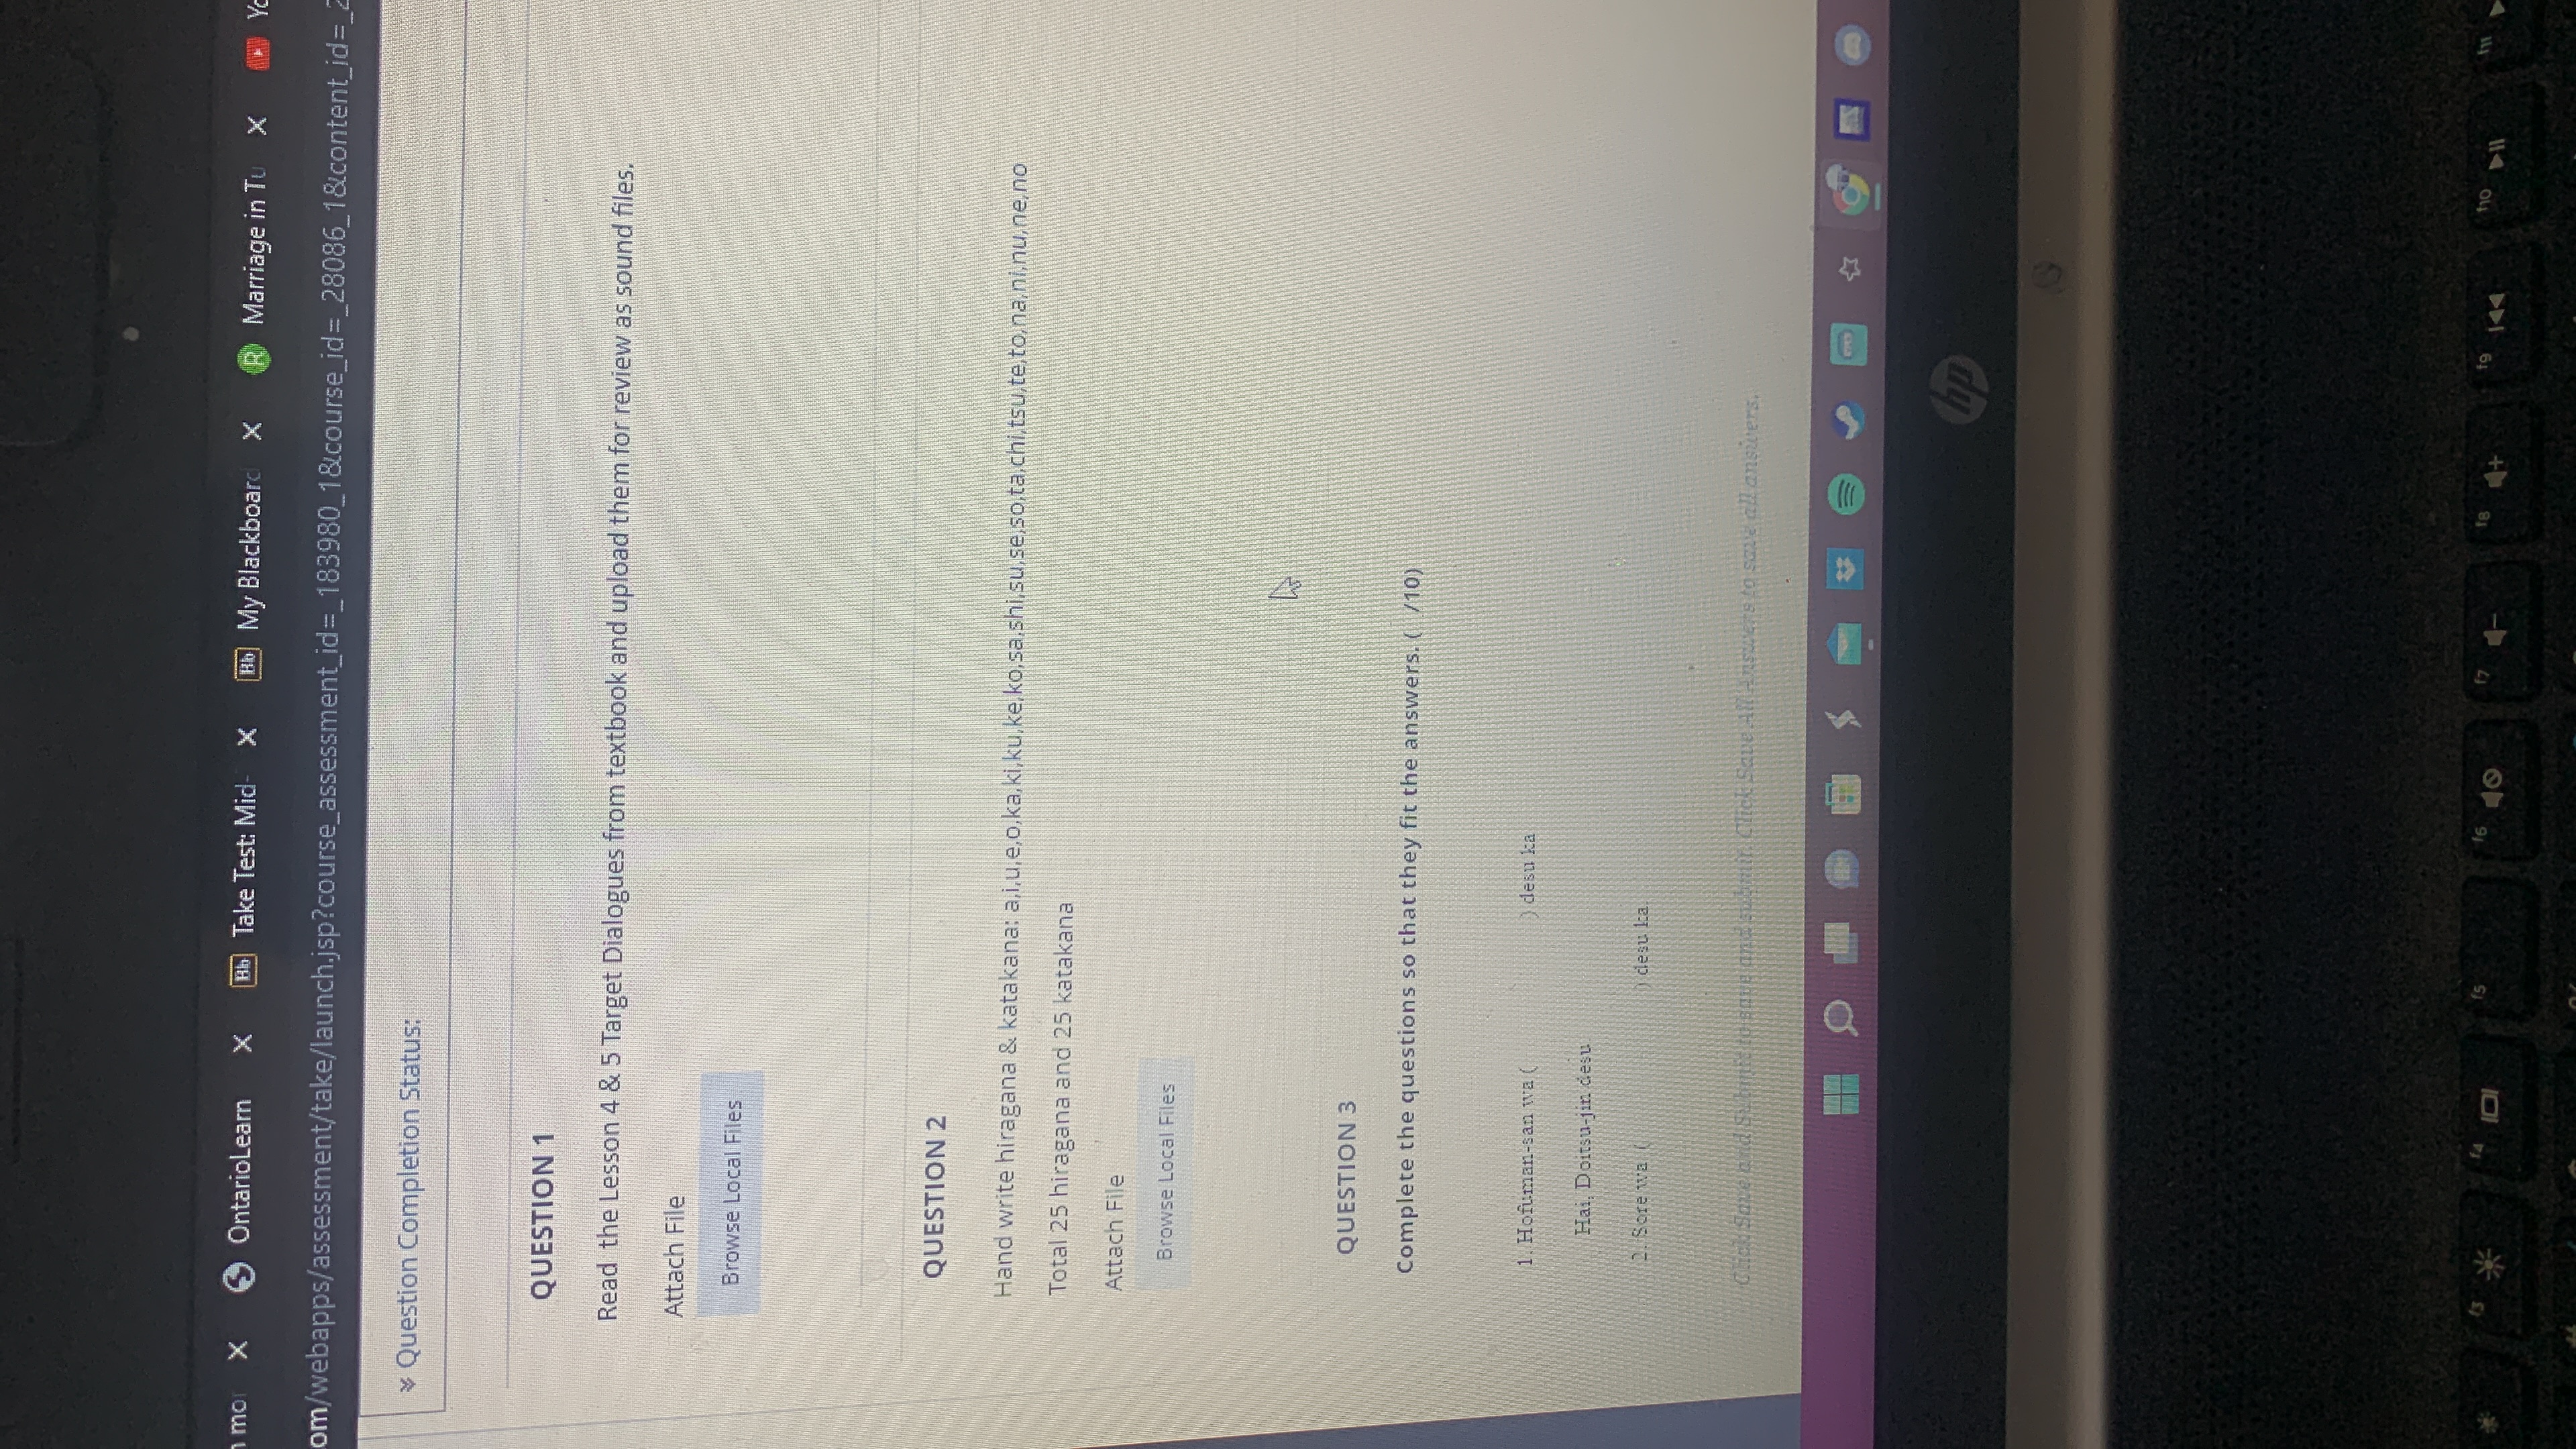 OntarioLearn
Take Test: Mid-
My Blackboard
Marriage in Tu
om/webapps/assessment/take/launch.jsp?course_assessment_id=_183980_1&course_id=_28086_1&content_id=_2
Question Completion Status:
QUESTION 1
Read the Lesson 4 & 5 Target Dialogues from textbook and upload them for review as sound files.
Attach File
Browse Local Files
QUESTION 2
Hand write hiragana & katakana: a,i,u,e,o,ka,ki,ku,ke,ko,sa,shi,su,se,so,ta,chi,tsu,te,to,na,ni,nu,ne,no
Total 25 hiragana and 25 katakana
Attach File
Browse Local Files
QUESTION 3
Complete the questions so that they fit the answers. ( /10)
1. Hofuman-san wa ( ) desu ka
Hai, Doitsu-jin desu
2. Sore wa ( ) desu ka.
Click Save and Submit to save and submit. Click Save All Answers to save all answers.
hp
f3 f4 f5 f6 f7 f8 f9 f10 f11